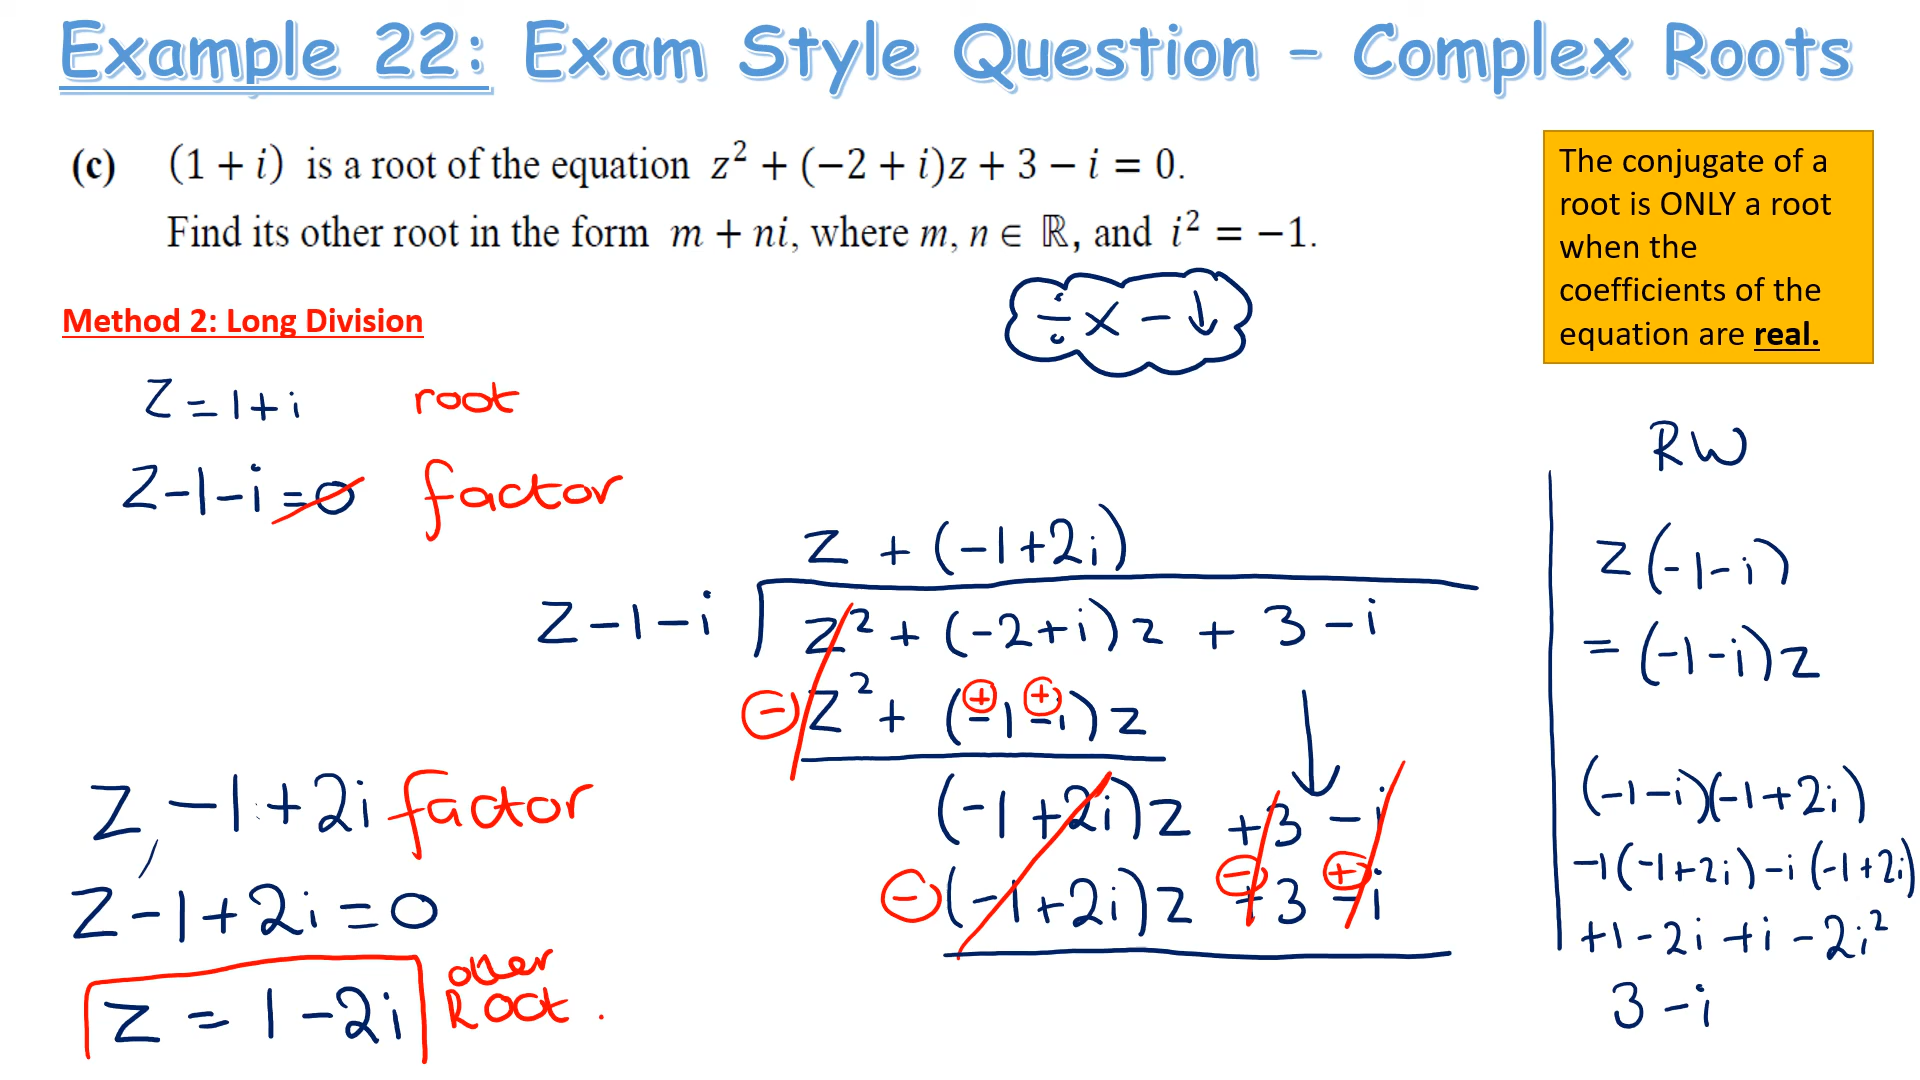 Example 22: Exam Style Question – Complex Roots
(c) (1 + i) is a root of the equation z² + (−2 + i)z + 3 − i = 0.
Find its other root in the form m + ni, where m, n ∈ ℝ, and i² = −1.
The conjugate of a
root is ONLY a root
when the
coefficients of the
equation are real.
÷ × − ↓
Method 2: Long Division
z = 1 + i root
z − 1 − i = 0 factor
z + (−1 + 2i)
z − 1 − i z² + (−2 + i)z + 3 − i
− z² + (−1 − i)z
+ +
(−1 + 2i)z + 3 − i
− (−1 + 2i)z + 3 − i
− +
z, −1 + 2i factor
z − 1 + 2i = 0
z = 1 − 2i other
Root.
RW
z(−1 − i)
= (−1 − i)z
(−1 − i)(−1 + 2i)
−1(−1 + 2i) − i(−1 + 2i)
+1 − 2i + i − 2i²
3 − i